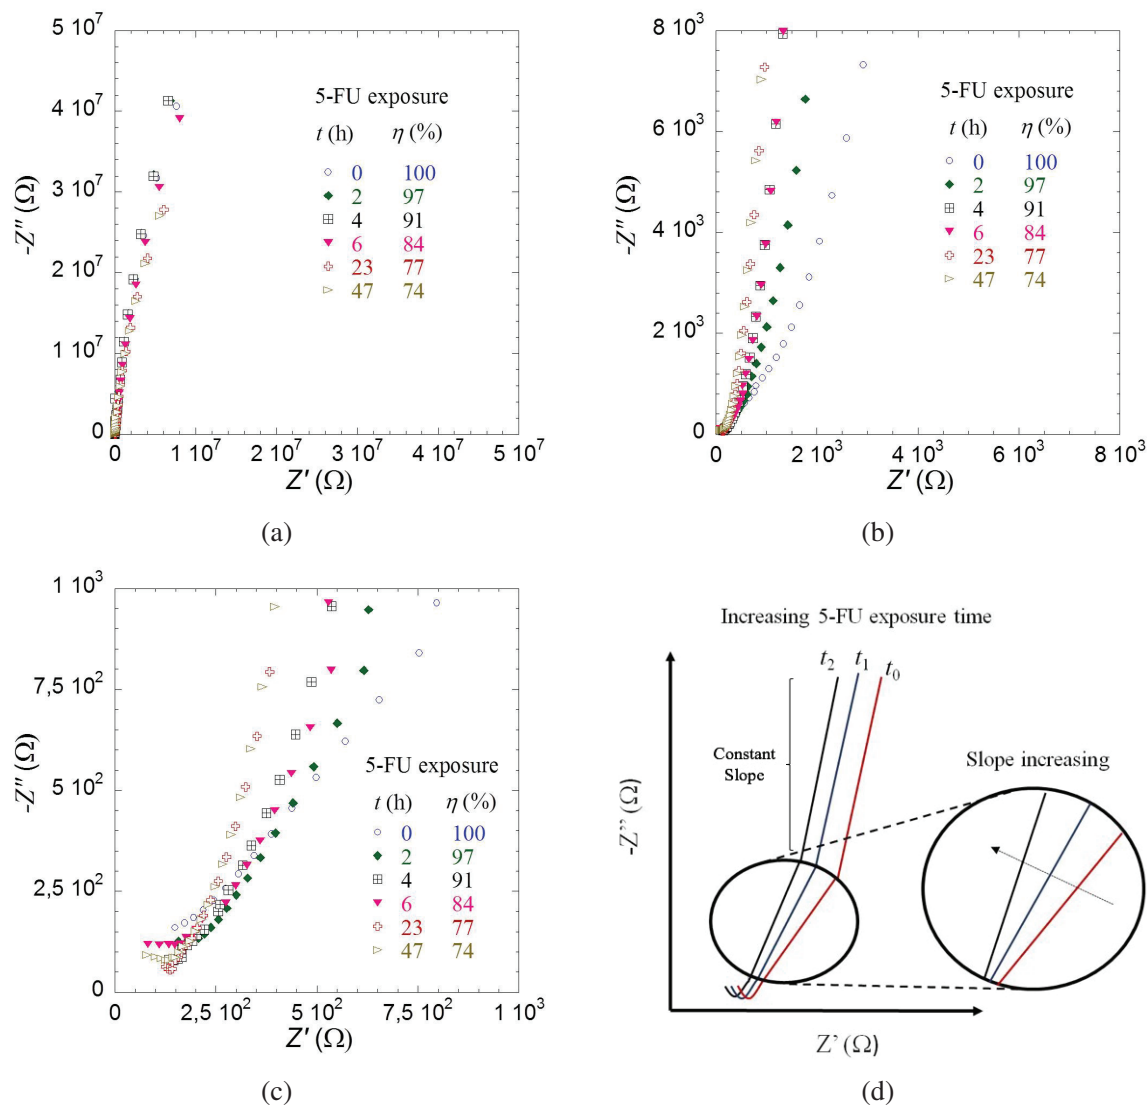 5 10⁷
4 10⁷
3 10⁷
2 10⁷
1 10⁷
0
-Z″ (Ω)
5-FU exposure
t (h) η (%)
0 100
2 97
4 91
6 84
23 77
47 74
0 1 10⁷ 2 10⁷ 3 10⁷ 4 10⁷ 5 10⁷
Z′ (Ω)
(a)
8 10³
6 10³
4 10³
2 10³
0
-Z″ (Ω)
5-FU exposure
t (h) η (%)
0 100
2 97
4 91
6 84
23 77
47 74
0 2 10³ 4 10³ 6 10³ 8 10³
Z′ (Ω)
(b)
1 10³
7,5 10²
5 10²
2,5 10²
0
-Z″ (Ω)
5-FU exposure
t (h) η (%)
0 100
2 97
4 91
6 84
23 77
47 74
0 2,5 10² 5 10² 7,5 10² 1 10³
Z′ (Ω)
(c)
Increasing 5-FU exposure time
t₂ t₁ t₀
Constant
Slope
Slope increasing
-Z’’ (Ω)
Z’ (Ω)
(d)